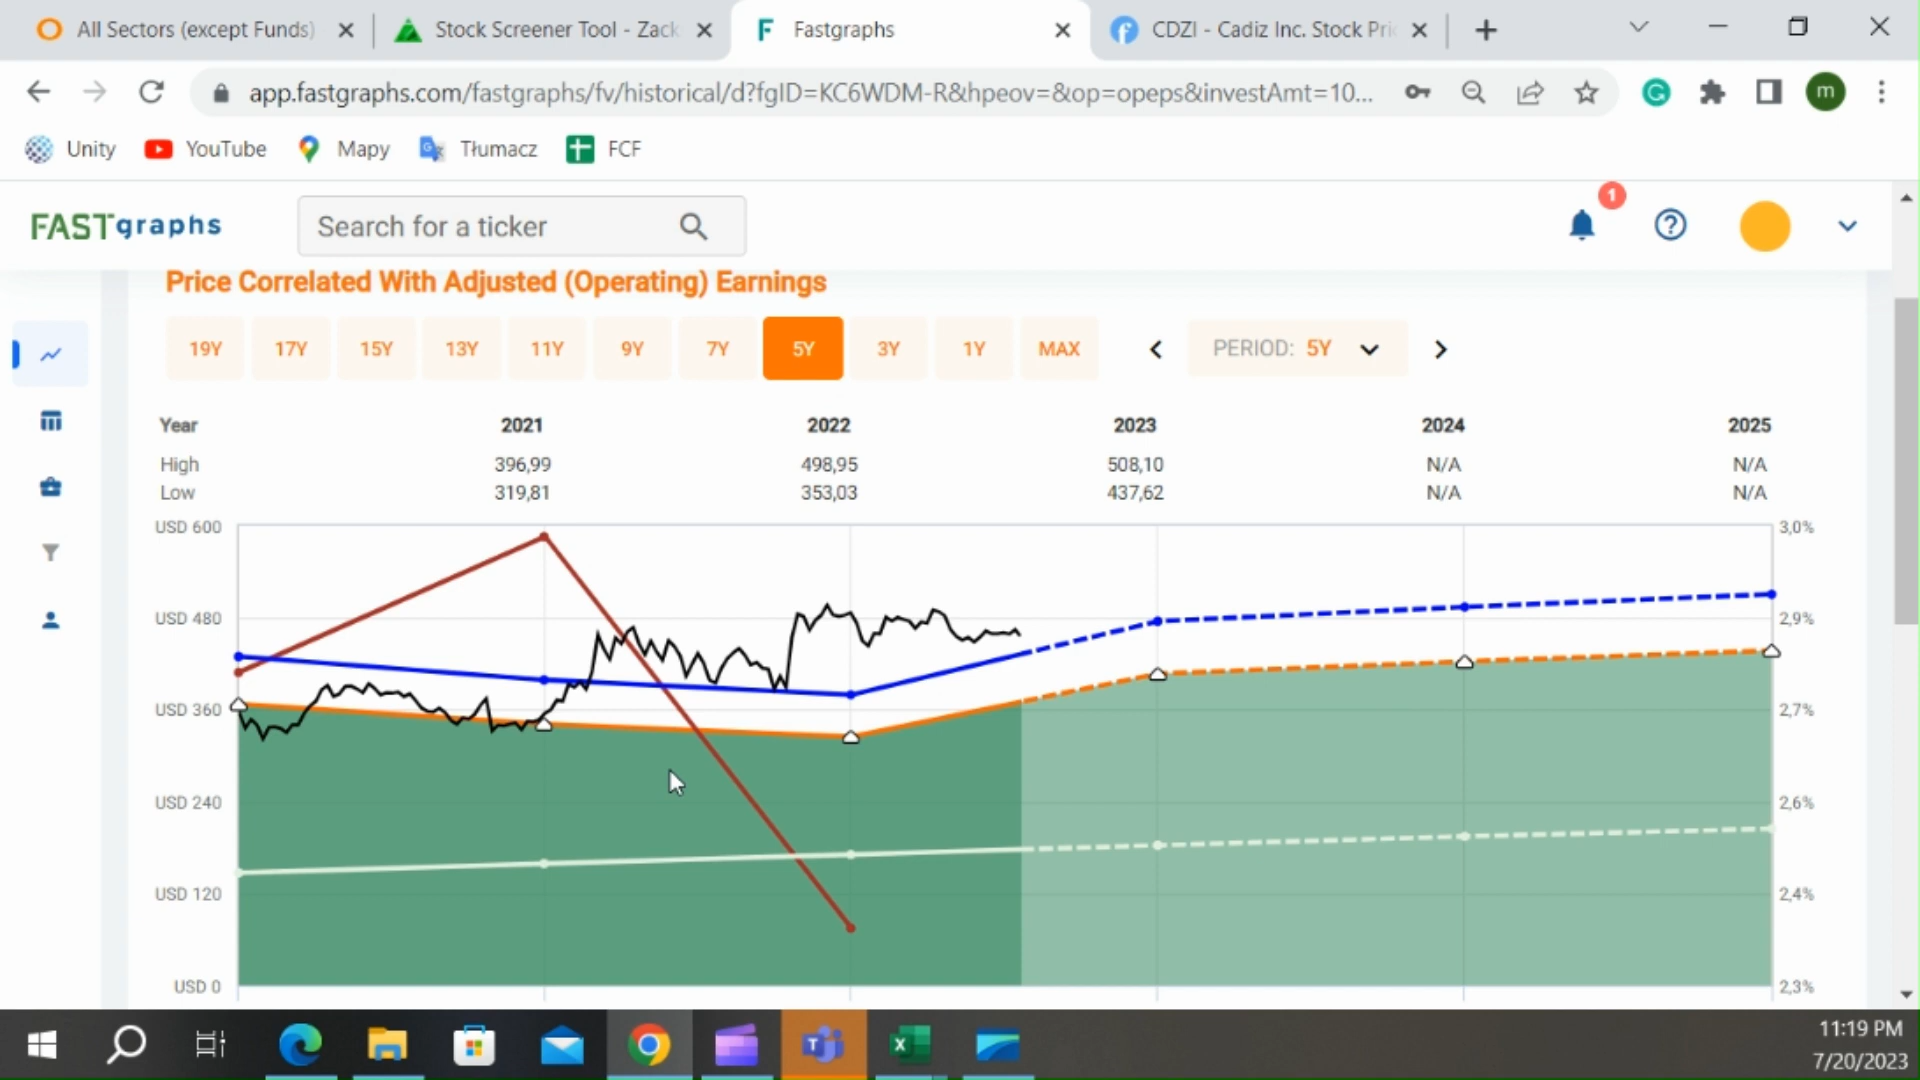 All Sectors (except Funds)
Stock Screener Tool - Zack
Fastgraphs
CDZI - Cadiz Inc. Stock Pri
app.fastgraphs.com/fastgraphs/fv/historical/d?fgID=KC6WDM-R&hpeov=&op=opeps&investAmt=10...
m
Unity
YouTube
Mapy
Tłumacz
FCF
FASTgraphs
Search for a ticker
1
Price Correlated With Adjusted (Operating) Earnings
19Y 17Y 15Y 13Y 11Y 9Y 7Y 5Y 3Y 1Y MAX PERIOD: 5Y
Year 2021 2022 2023 2024 2025
High 396,99 498,95 508,10 N/A N/A
Low 319,81 353,03 437,62 N/A N/A
USD 600 3,0%
USD 480 2,9%
USD 360 2,7%
USD 240 2,6%
USD 120 2,4%
USD 0 2,3%
11:19 PM
7/20/2023